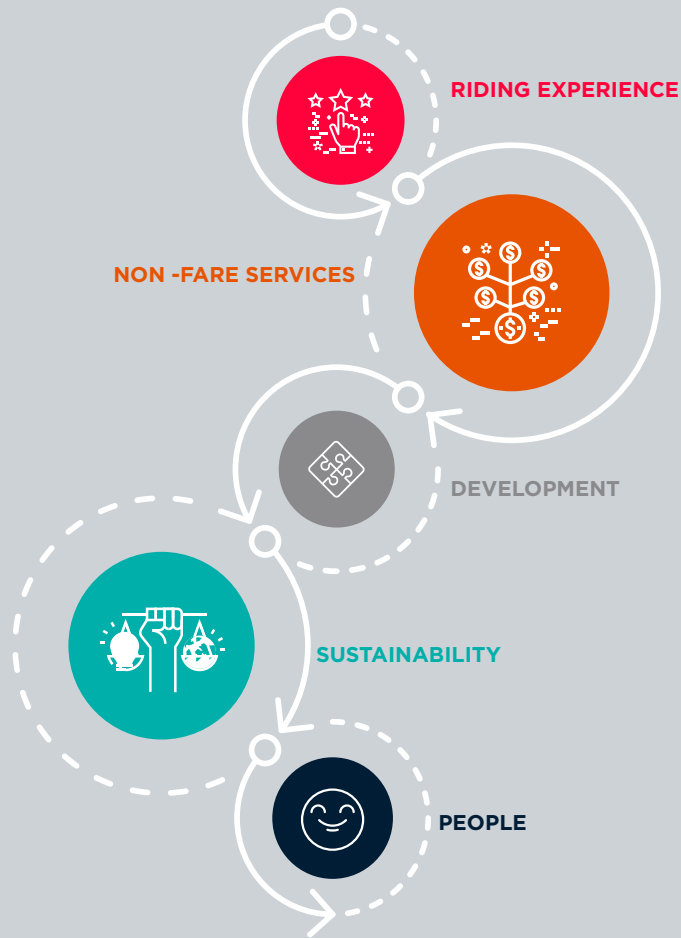 RIDING EXPERIENCE
NON -FARE SERVICES
DEVELOPMENT
SUSTAINABILITY
PEOPLE